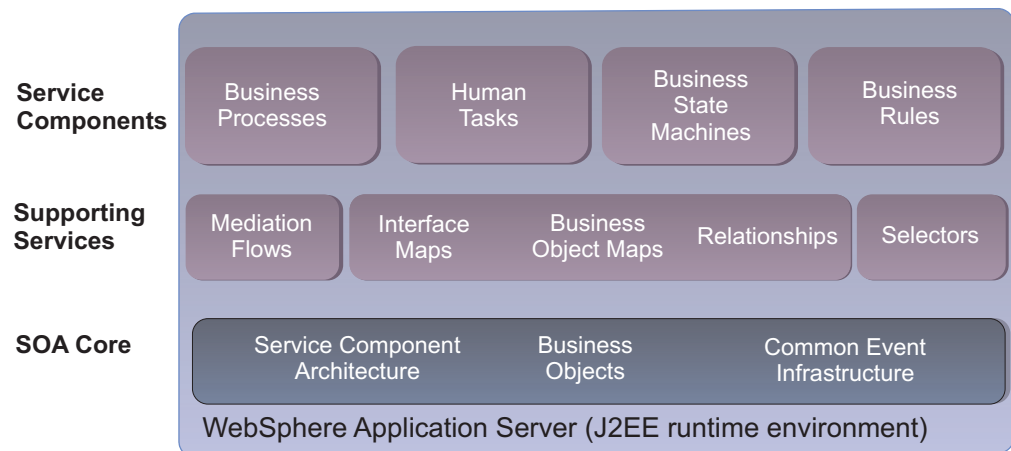 Service
Components
Business
Processes
Human
Tasks
Business
State
Machines
Business
Rules
Supporting
Services
Mediation
Flows
Interface
Maps
Business
Object Maps
Relationships
Selectors
SOA Core
Service Component
Architecture
Business
Objects
Common Event
Infrastructure
WebSphere Application Server (J2EE runtime environment)